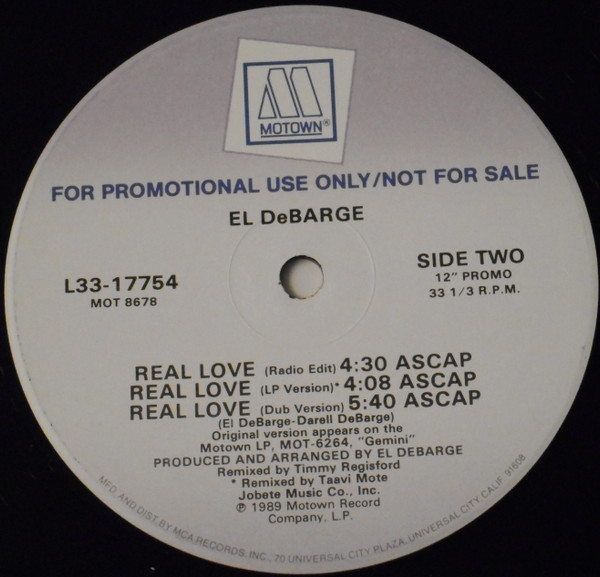 MOTOWN®
FOR PROMOTIONAL USE ONLY/NOT FOR SALE
EL DeBARGE
L33-17754
MOT 8678
SIDE TWO
12" PROMO
33 1/3 R.P.M.
REAL LOVE (Radio Edit) 4:30 ASCAP
REAL LOVE (LP Version)* 4:08 ASCAP
REAL LOVE (Dub Version) 5:40 ASCAP
(El DeBarge-Darell DeBarge)
Original version appears on the
Motown LP, MOT-6264, "Gemini"
PRODUCED AND ARRANGED BY EL DEBARGE
Remixed by Timmy Regisford
* Remixed by Taavi Mote
Jobete Music Co., Inc.
℗ 1989 Motown Record
Company, L.P.
MFD. AND DIST. BY MCA RECORDS, INC., 70 UNIVERSAL CITY PLAZA, UNIVERSAL CITY, CALIF. 91608